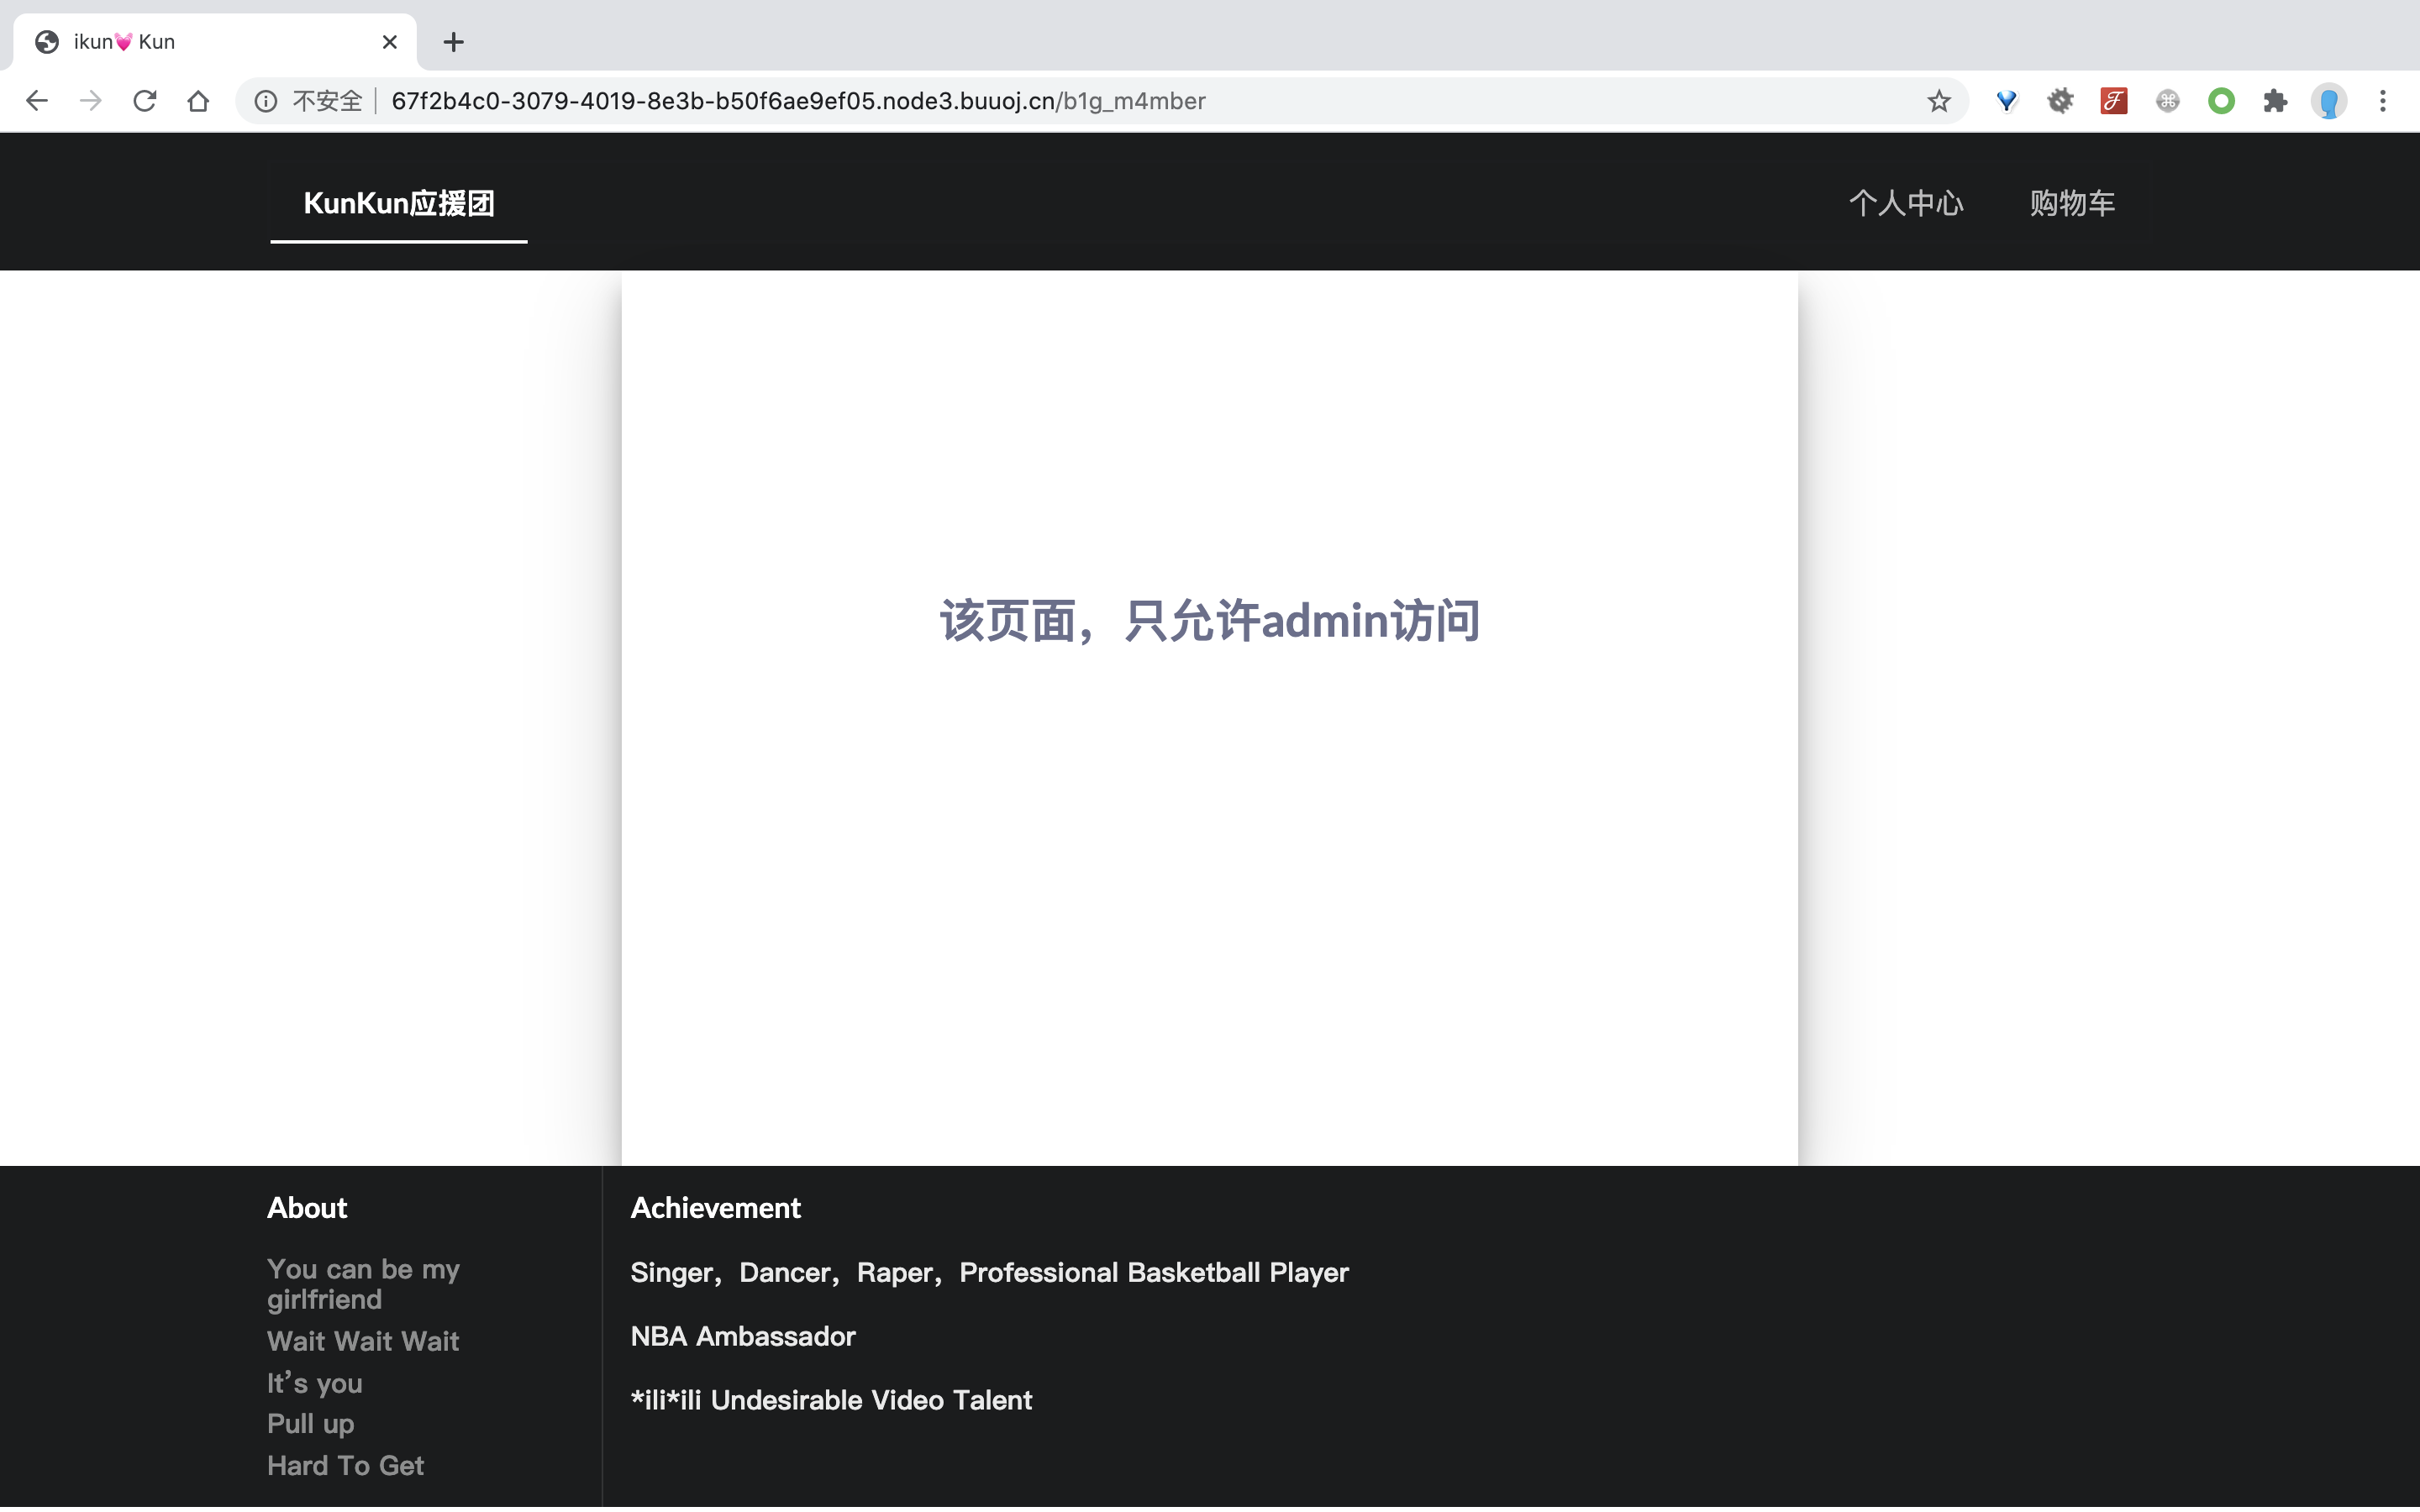 ikun💓 Kun
不安全
67f2b4c0-3079-4019-8e3b-b50f6ae9ef05.node3.buuoj.cn/b1g_m4mber
KunKun应援团
个人中心
购物车
该页面，只允许admin访问
About
You can be my
girlfriend
Wait Wait Wait
It’s you
Pull up
Hard To Get
Achievement
Singer，Dancer，Raper，Professional Basketball Player
NBA Ambassador
*ili*ili Undesirable Video Talent